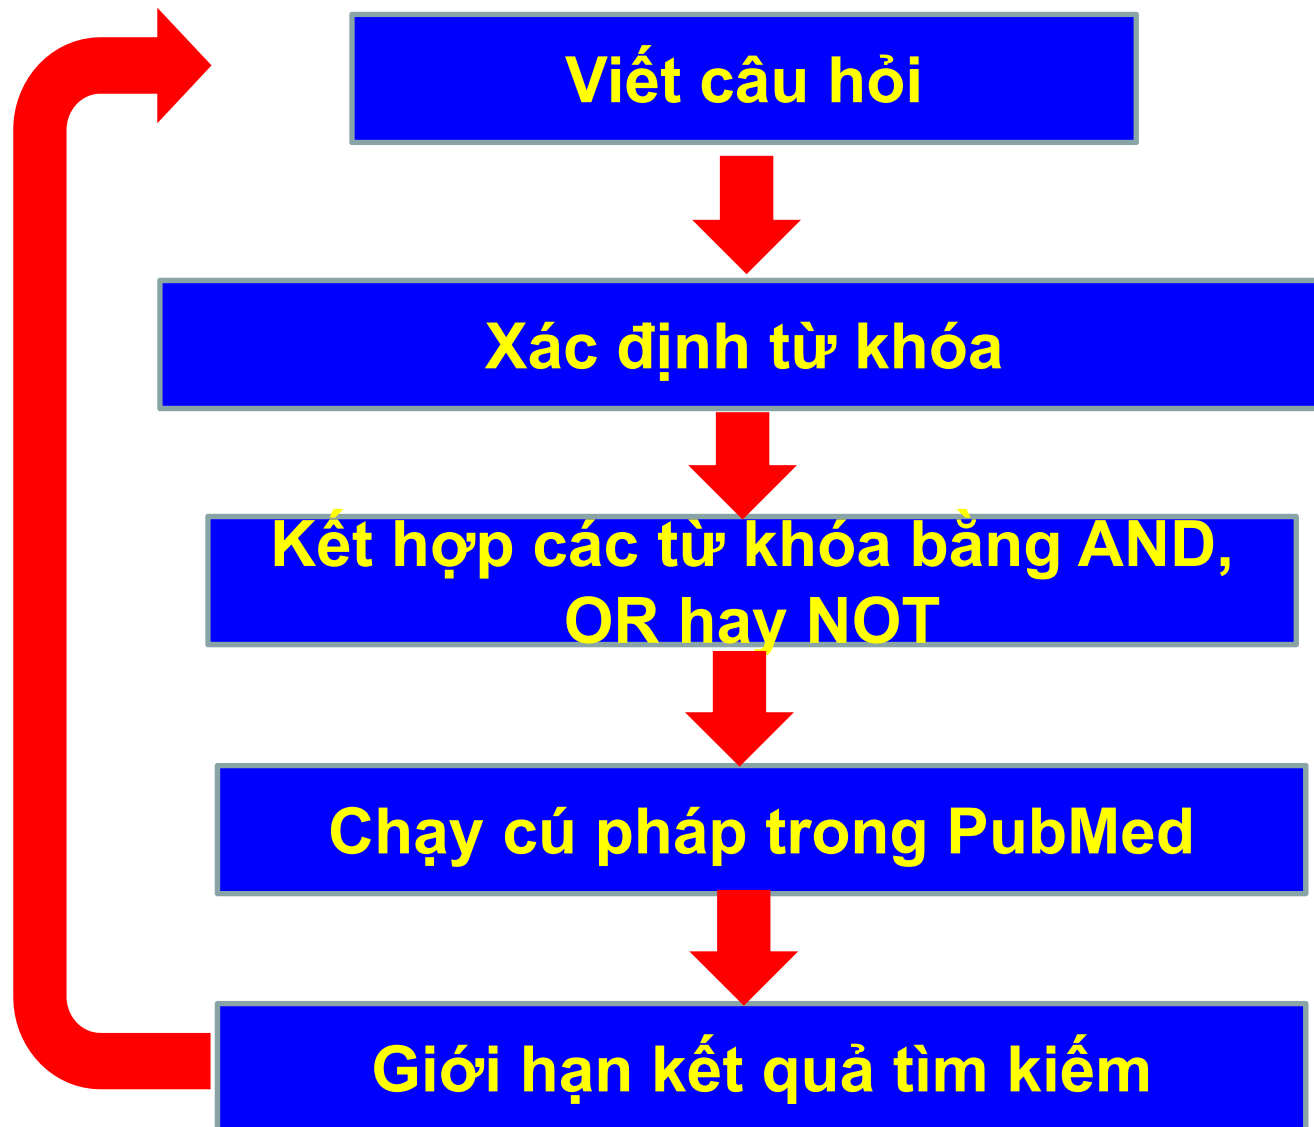 Viết câu hỏi
Xác định từ khóa
Kết hợp các từ khóa bằng AND,
OR hay NOT
Chạy cú pháp trong PubMed
Giới hạn kết quả tìm kiếm